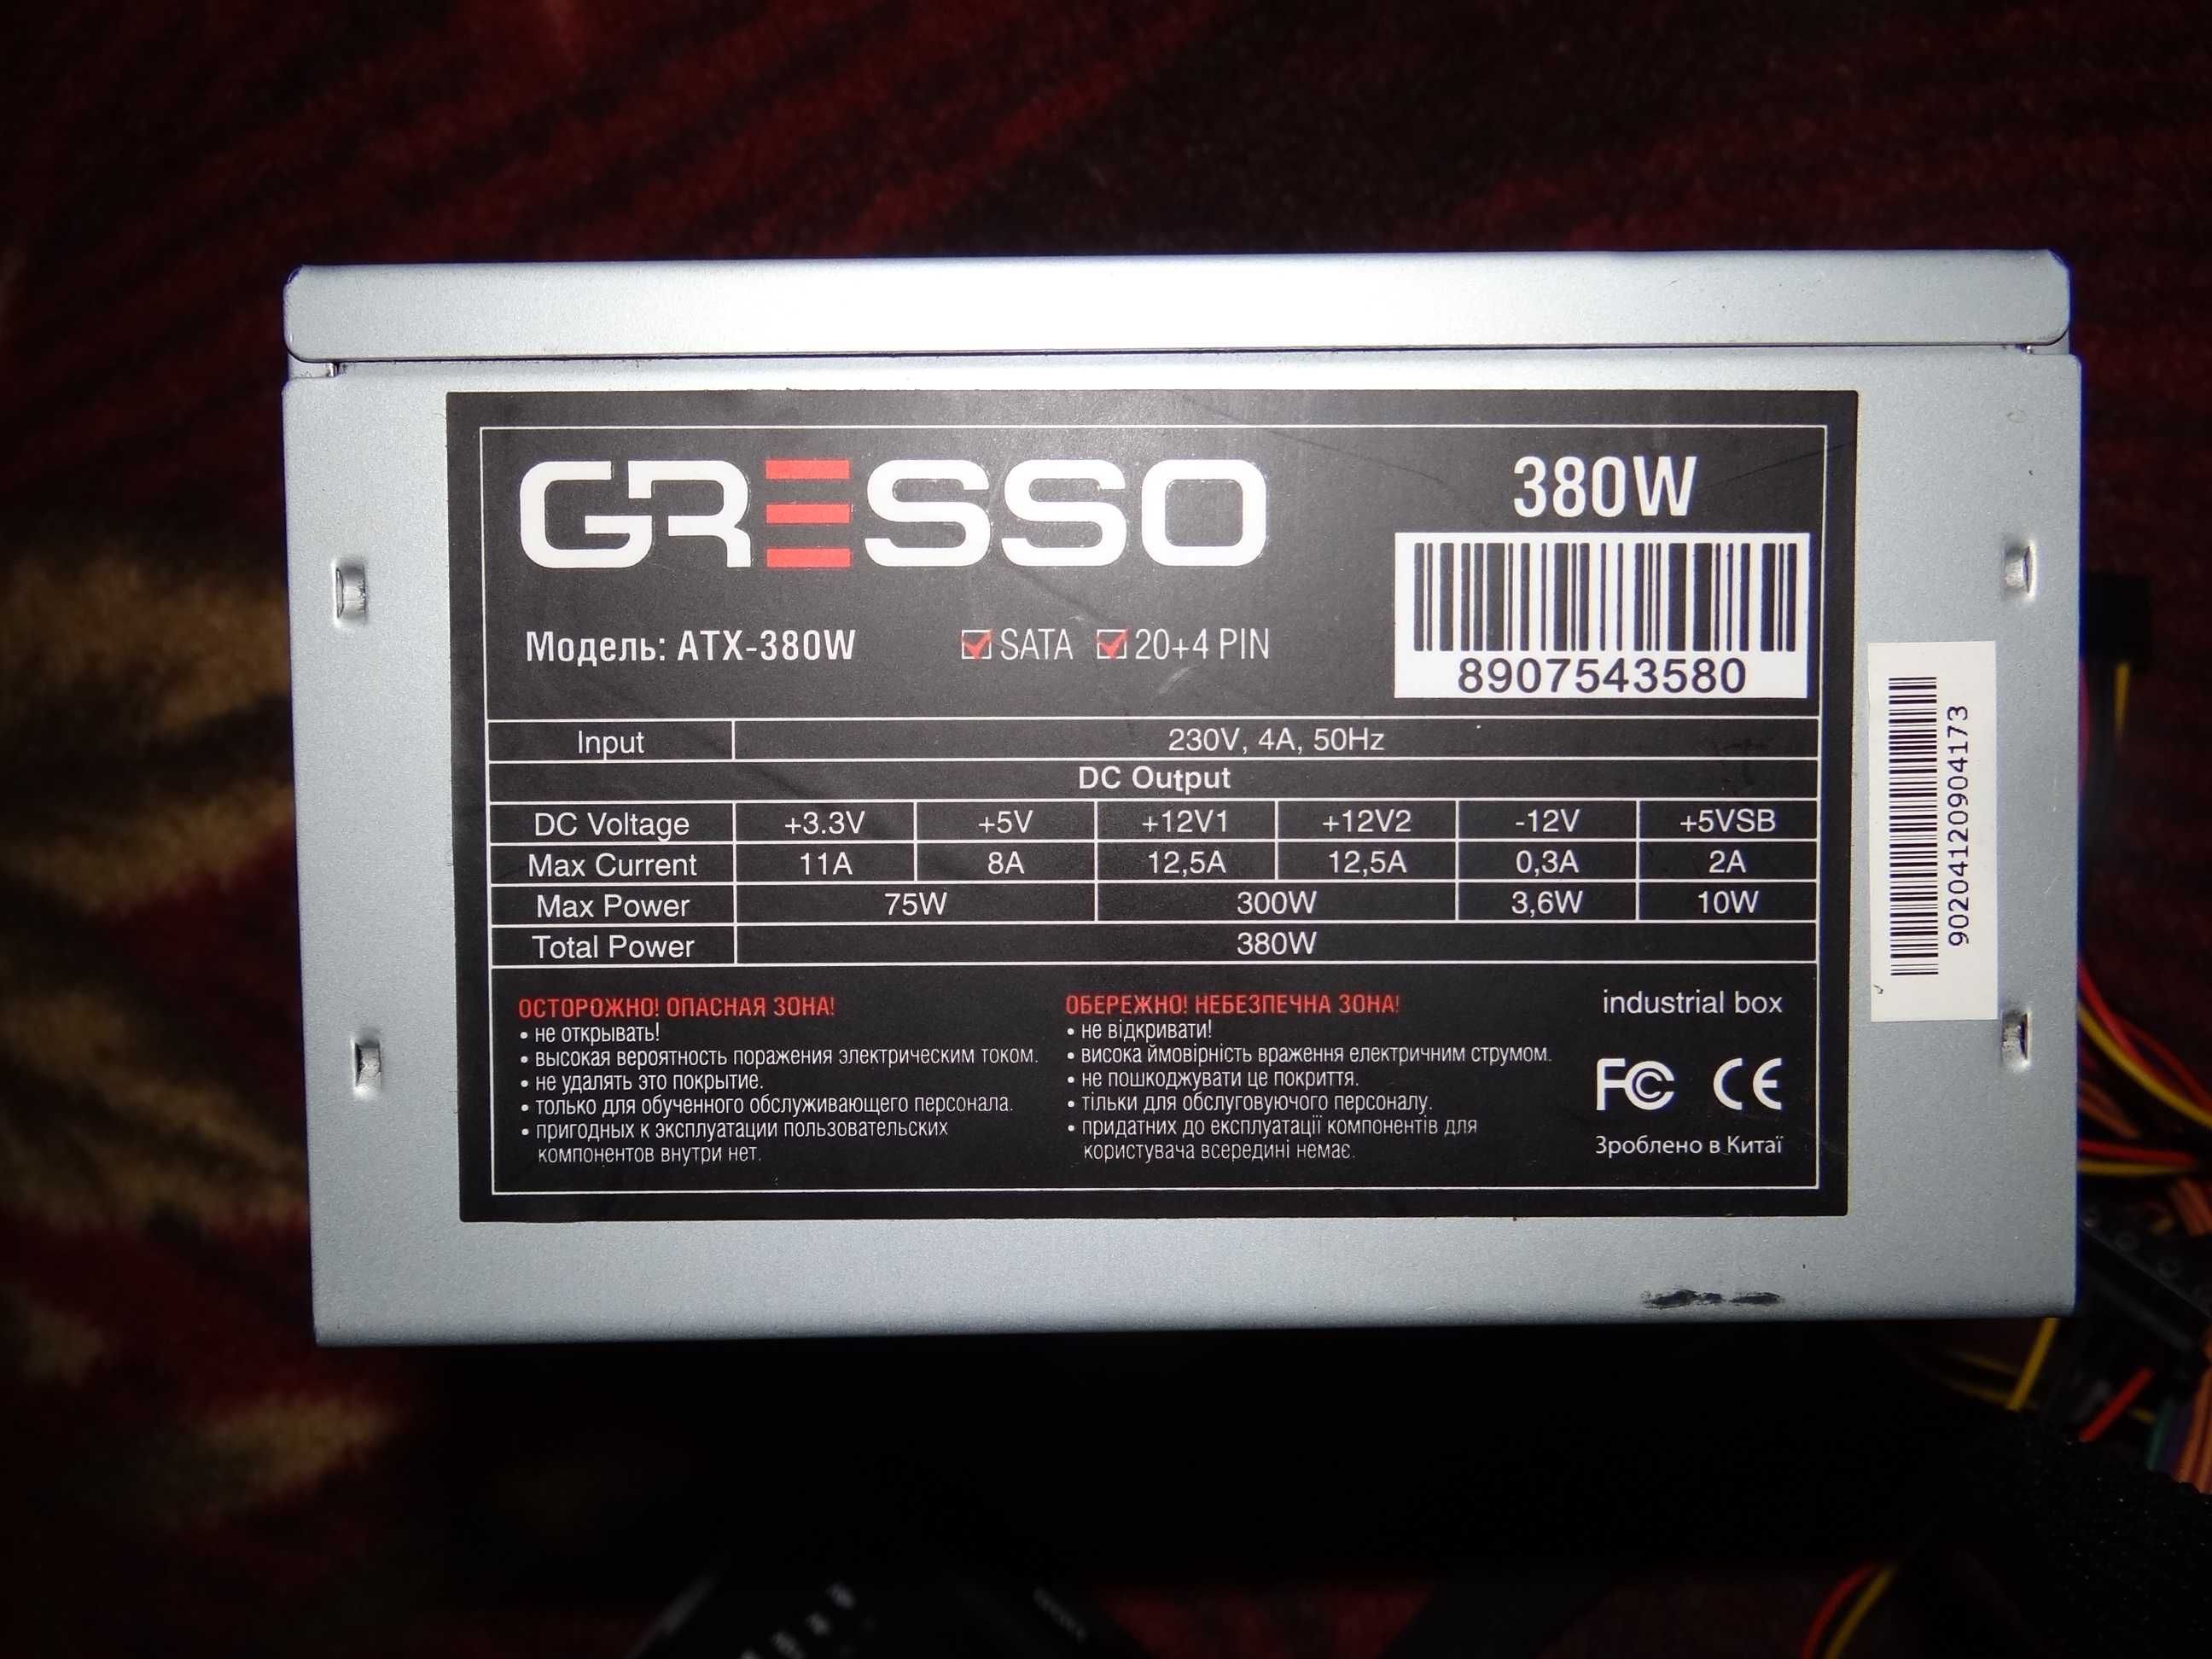 GRESSO
380W
8907543580
Модель: ATX-380W
SATA 20+4 PIN
Input 230V, 4A, 50Hz
DC Output
DC Voltage +3.3V +5V +12V1 +12V2 -12V +5VSB
Max Current 11A 8A 12,5A 12,5A 0,3A 2A
Max Power 75W 300W 3,6W 10W
Total Power 380W
ОСТОРОЖНО! ОПАСНАЯ ЗОНА!
• не открывать!
• высокая вероятность поражения электрическим током.
• не удалять это покрытие.
• только для обученного обслуживающего персонала.
• пригодных к эксплуатации пользовательских
компонентов внутри нет.
ОБЕРЕЖНО! НЕБЕЗПЕЧНА ЗОНА!
• не відкривати!
• висока ймовірність враження електричним струмом.
• не пошкоджувати це покриття.
• тільки для обслуговуючого персоналу.
• придатних до експлуатації компонентів для
користувача всередині немає.
industrial box
FC CE
Зроблено в Китаї
90204120904173